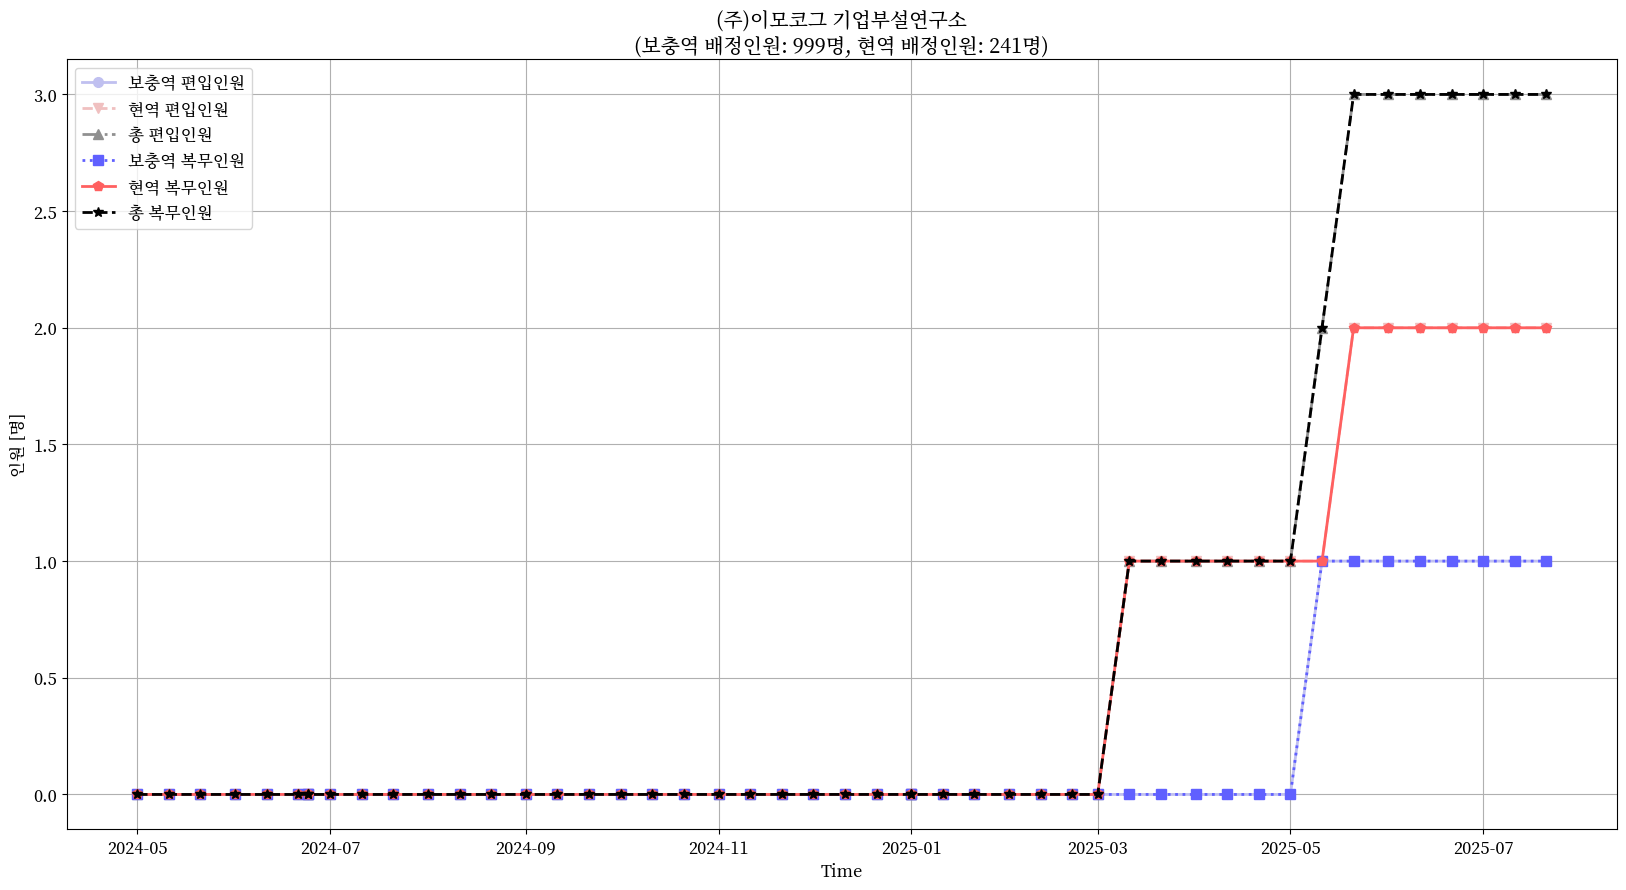 (주)이모코그 기업부설연구소
(보충역 배정인원: 999명, 현역 배정인원: 241명)
보충역 편입인원
현역 편입인원
총 편입인원
보충역 복무인원
현역 복무인원
총 복무인원
인원 [명]
3.0
2.5
2.0
1.5
1.0
0.5
0.0
2024-05
2024-07
2024-09
2024-11
2025-01
2025-03
2025-05
2025-07
Time